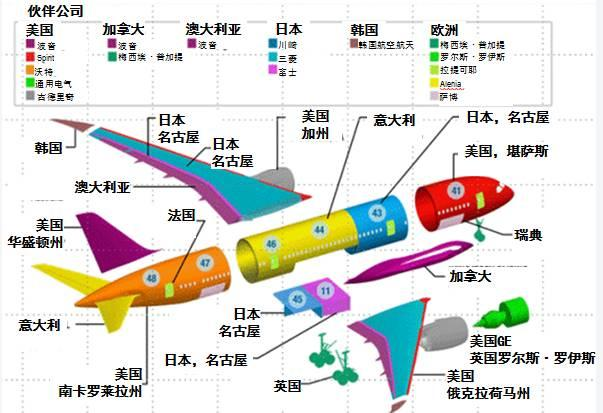 伙伴公司
美国
波音
Spirit
沃特
通用电气
古德里奇
加拿大
波音
梅西埃·普加提
澳大利亚
波音
日本
川崎
三菱
富士
韩国
韩国航空航天
欧洲
梅西埃·普加提
罗尔斯·罗伊斯
拉提可耶
Alenia
萨博
韩国
日本
名古屋
日本
名古屋
澳大利亚
美国
加州
意大利
日本，名古屋
美国，堪萨斯
41
43
44
46
瑞典
美国
华盛顿州
法国
47
48
加拿大
意大利
45
11
日本
名古屋
日本，名古屋
美国
南卡罗莱拉州
英国
美国GE
英国罗尔斯·罗伊斯
美国
俄克拉荷马州